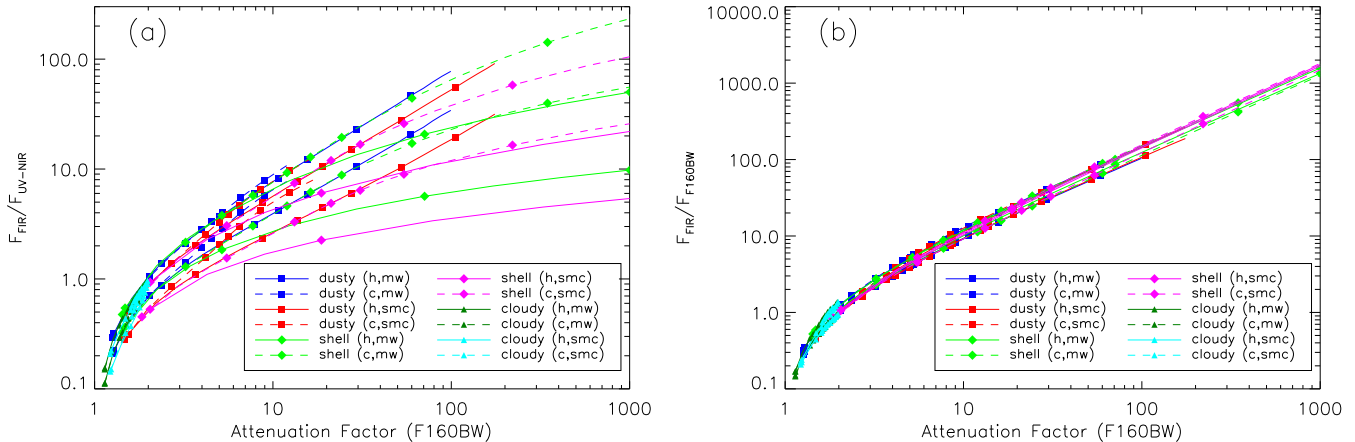 (a)
100.0
10.0
1.0
0.1
F_FIR/F_UV-NIR
dusty (h,mw)
dusty (c,mw)
dusty (h,smc)
dusty (c,smc)
shell (h,mw)
shell (c,mw)
shell (h,smc)
shell (c,smc)
cloudy (h,mw)
cloudy (c,mw)
cloudy (h,smc)
cloudy (c,smc)
1 10 100 1000
Attenuation Factor (F160BW)
(b)
10000.0
1000.0
100.0
10.0
1.0
0.1
F_FIR/F_F160BW
dusty (h,mw)
dusty (c,mw)
dusty (h,smc)
dusty (c,smc)
shell (h,mw)
shell (c,mw)
shell (h,smc)
shell (c,smc)
cloudy (h,mw)
cloudy (c,mw)
cloudy (h,smc)
cloudy (c,smc)
1 10 100 1000
Attenuation Factor (F160BW)